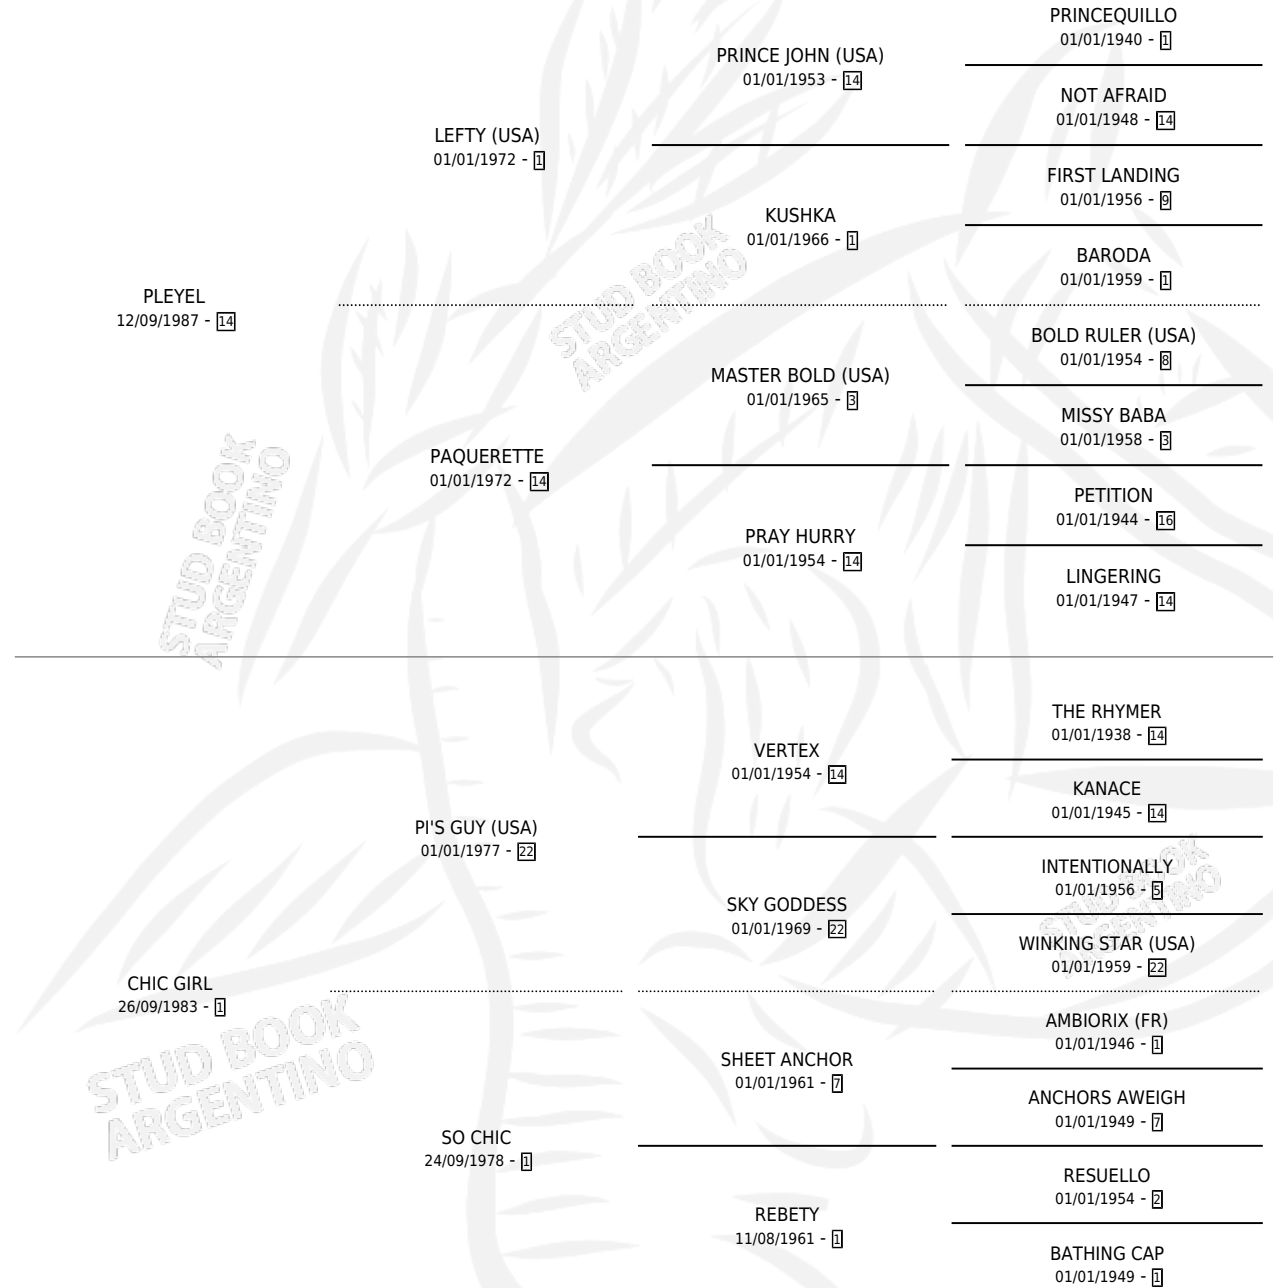 PRINCEQUILLO
01/01/1940 - 1
PRINCE JOHN (USA)
01/01/1953 - 14
NOT AFRAID
01/01/1948 - 14
LEFTY (USA)
01/01/1972 - 1
FIRST LANDING
01/01/1956 - 9
KUSHKA
01/01/1966 - 1
BARODA
01/01/1959 - 1
PLEYEL
12/09/1987 - 14
STUD BOOK
ARGENTINO
BOLD RULER (USA)
01/01/1954 - 8
MASTER BOLD (USA)
01/01/1965 - 3
MISSY BABA
01/01/1958 - 3
PAQUERETTE
01/01/1972 - 14
PETITION
01/01/1944 - 16
PRAY HURRY
01/01/1954 - 14
LINGERING
01/01/1947 - 14
STUD BOOK
ARGENTINO
THE RHYMER
01/01/1938 - 14
VERTEX
01/01/1954 - 14
KANACE
01/01/1945 - 14
PI'S GUY (USA)
01/01/1977 - 22
INTENTIONALLY
01/01/1956 - 5
SKY GODDESS
01/01/1969 - 22
WINKING STAR (USA)
01/01/1959 - 22
STUD BOOK
ARGENTINO
CHIC GIRL
26/09/1983 - 1
AMBIORIX (FR)
01/01/1946 - 1
SHEET ANCHOR
01/01/1961 - 7
ANCHORS AWEIGH
01/01/1949 - 7
STUD BOOK
ARGENTINO
SO CHIC
24/09/1978 - 1
RESUELLO
01/01/1954 - 2
REBETY
11/08/1961 - 1
BATHING CAP
01/01/1949 - 1